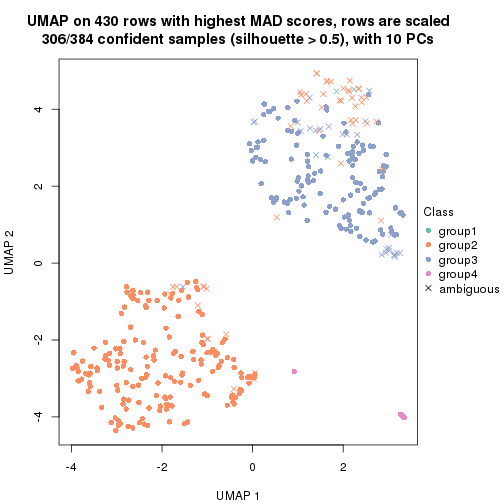 UMAP on 430 rows with highest MAD scores, rows are scaled
306/384 confident samples (silhouette > 0.5), with 10 PCs
4
2
0
-2
-4
UMAP 2
-4
-2
0
2
UMAP 1
Class
group1
group2
group3
group4
ambiguous